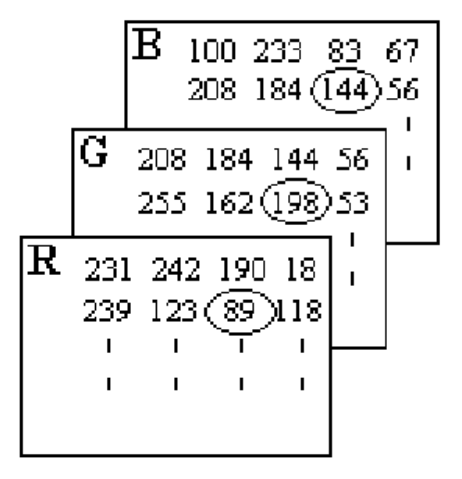 B 100 233 83 67
208 184 144 56
G 208 184 144 56
255 162 198 53
R 231 242 190 18
239 123 89 118